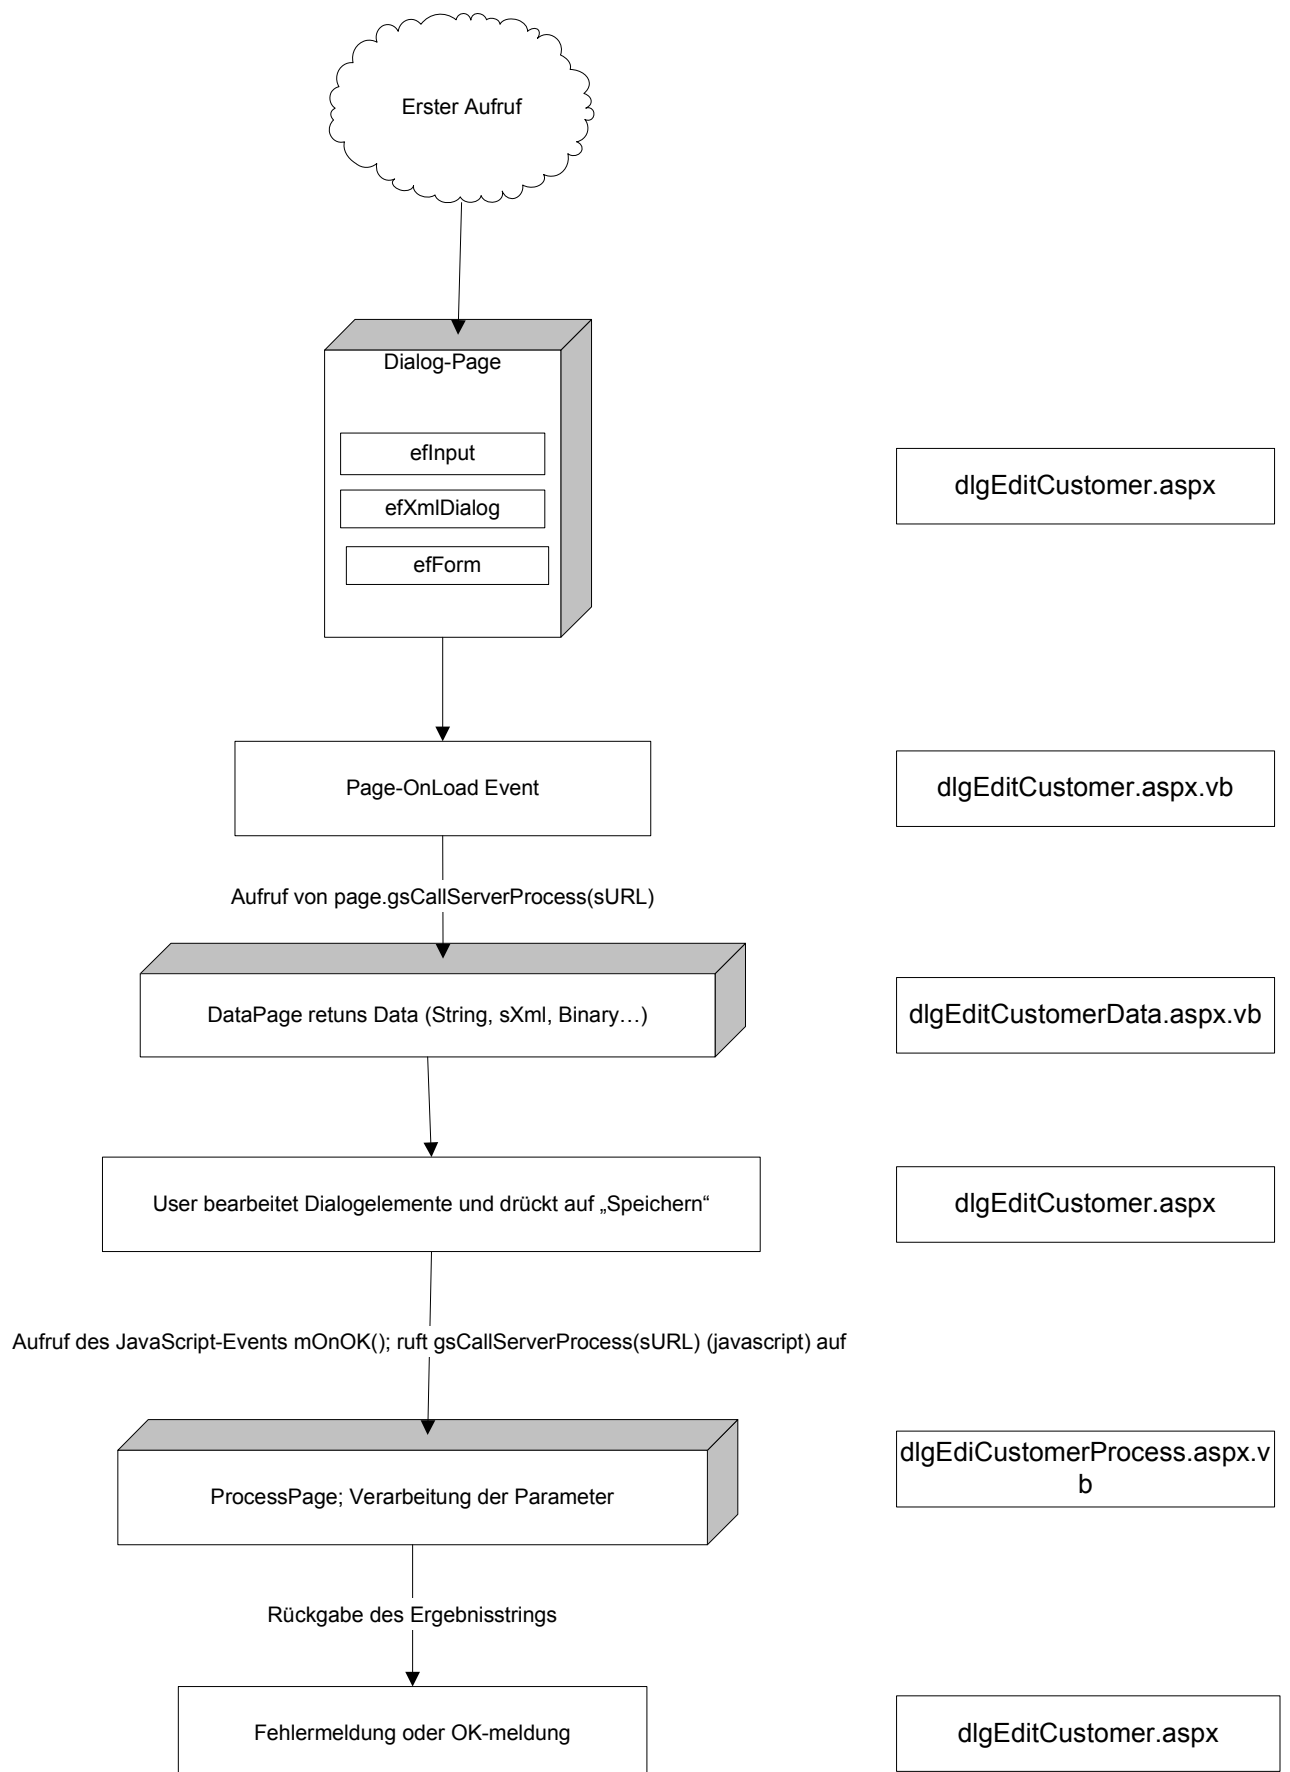 Erster Aufruf
Dialog-Page
efInput
efXmlDialog
efForm
dlgEditCustomer.aspx
Page-OnLoad Event
dlgEditCustomer.aspx.vb
Aufruf von page.gsCallServerProcess(sURL)
DataPage retuns Data (String, sXml, Binary…)
dlgEditCustomerData.aspx.vb
User bearbeitet Dialogelemente und drückt auf „Speichern“
dlgEditCustomer.aspx
Aufruf des JavaScript-Events mOnOK(); ruft gsCallServerProcess(sURL) (javascript) auf
ProcessPage; Verarbeitung der Parameter
dlgEdiCustomerProcess.aspx.v
b
Rückgabe des Ergebnisstrings
Fehlermeldung oder OK-meldung
dlgEditCustomer.aspx